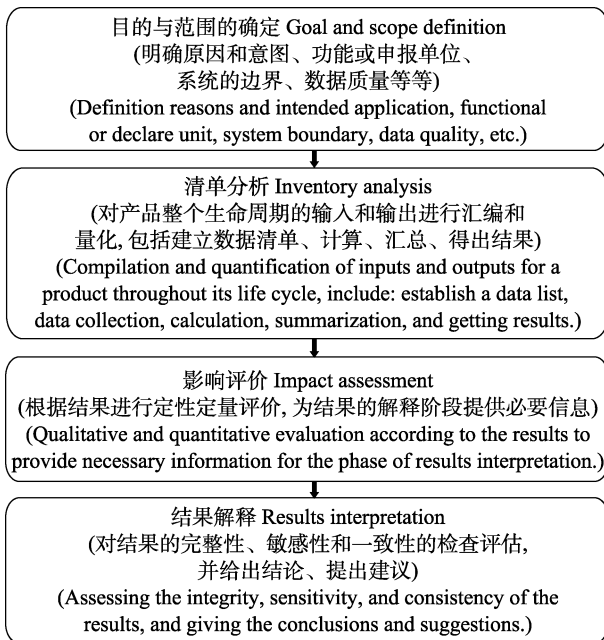 目的与范围的确定 Goal and scope definition
(明确原因和意图、功能或申报单位、
系统的边界、数据质量等等)
(Definition reasons and intended application, functional
or declare unit, system boundary, data quality, etc.)
清单分析 Inventory analysis
(对产品整个生命周期的输入和输出进行汇编和
量化, 包括建立数据清单、计算、汇总、得出结果)
(Compilation and quantification of inputs and outputs for a
product throughout its life cycle, include: establish a data list,
data collection, calculation, summarization, and getting results.)
影响评价 Impact assessment
(根据结果进行定性定量评价, 为结果的解释阶段提供必要信息)
(Qualitative and quantitative evaluation according to the results to
provide necessary information for the phase of results interpretation.)
结果解释 Results interpretation
(对结果的完整性、敏感性和一致性的检查评估,
并给出结论、提出建议)
(Assessing the integrity, sensitivity, and consistency of the
results, and giving the conclusions and suggestions.)